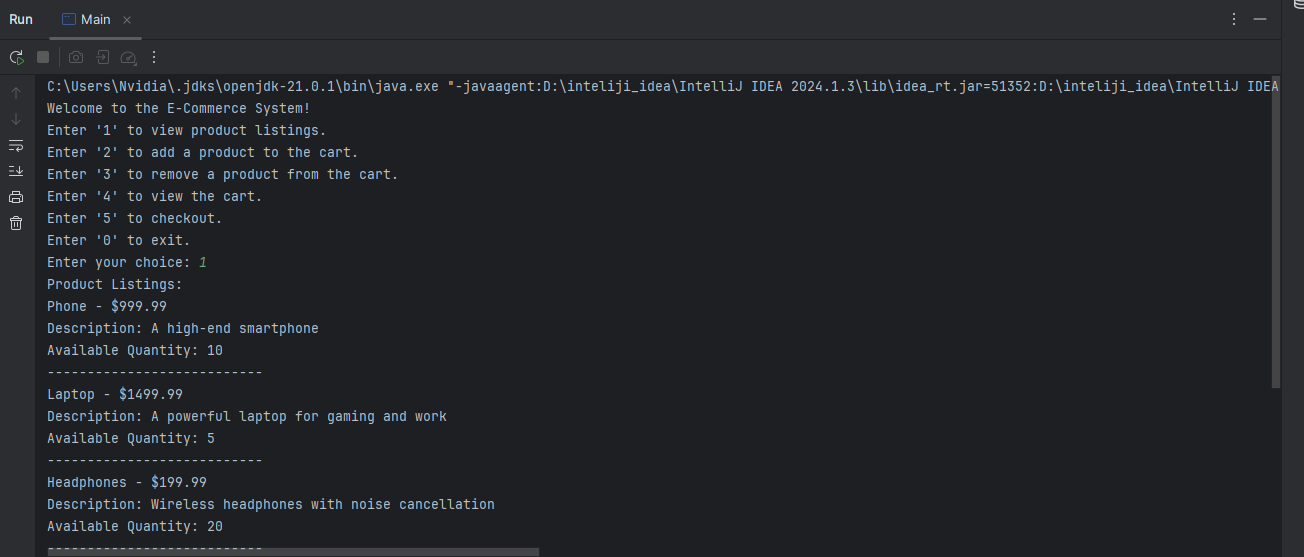 Run Main
C:\Users\Nvidia\.jdks\openjdk-21.0.1\bin\java.exe "-javaagent:D:\inteliji_idea\IntelliJ IDEA 2024.1.3\lib\idea_rt.jar=51352:D:\inteliji_idea\IntelliJ IDEA
Welcome to the E-Commerce System!
Enter '1' to view product listings.
Enter '2' to add a product to the cart.
Enter '3' to remove a product from the cart.
Enter '4' to view the cart.
Enter '5' to checkout.
Enter '0' to exit.
Enter your choice: 1
Product Listings:
Phone - $999.99
Description: A high-end smartphone
Available Quantity: 10
---------------------------
Laptop - $1499.99
Description: A powerful laptop for gaming and work
Available Quantity: 5
---------------------------
Headphones - $199.99
Description: Wireless headphones with noise cancellation
Available Quantity: 20
---------------------------